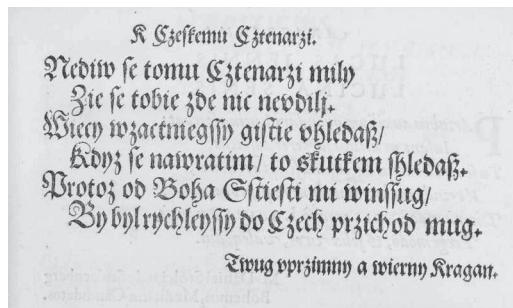 K Czeskemu Cztenarzi.
Nediw se tomu Cztenarzi mily
Zie se tobie zde nic nevdilj.
Wiecy wzactniegssy gistie vhledass/
Kdyz se nawratim/ to skutkem shledass.
Protoz od Boha Sstiesti mi winssug/
By byl rychleyssy do Czech przichod mug.
Twug vprzimny a wierny Kragan.